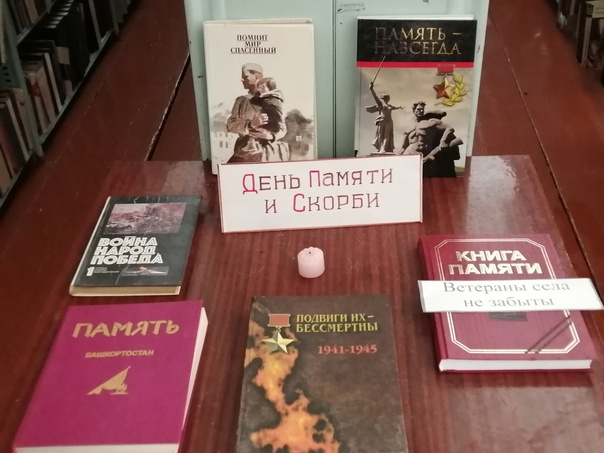 ПОМНИТ
МИР
СПАСЕННЫЙ
ПАМЯТЬ –
НАВСЕГДА
День Памяти
и Скорби
ВОЙНА
НАРОД
ПОБЕДА
1
КНИГА
ПАМЯТИ
Ветераны села
не забыты
ПАМЯТЬ
БАШКОРТОСТАН
ПОДВИГИ ИХ –
БЕССМЕРТНЫ
1941-1945